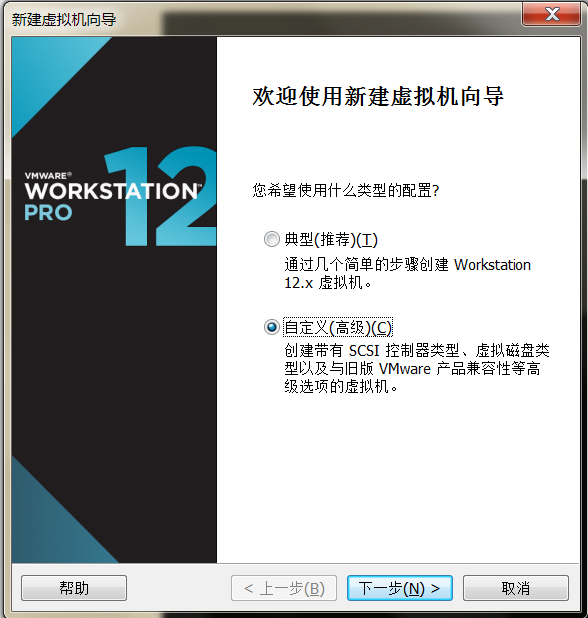 新建虚拟机向导
VMWARE®
WORKSTATION™
PRO
12
欢迎使用新建虚拟机向导
您希望使用什么类型的配置?
典型(推荐)(T)
通过几个简单的步骤创建 Workstation
12.x 虚拟机。
自定义(高级)(C)
创建带有 SCSI 控制器类型、虚拟磁盘类
型以及与旧版 VMware 产品兼容性等高
级选项的虚拟机。
帮助
< 上一步(B)
下一步(N) >
取消